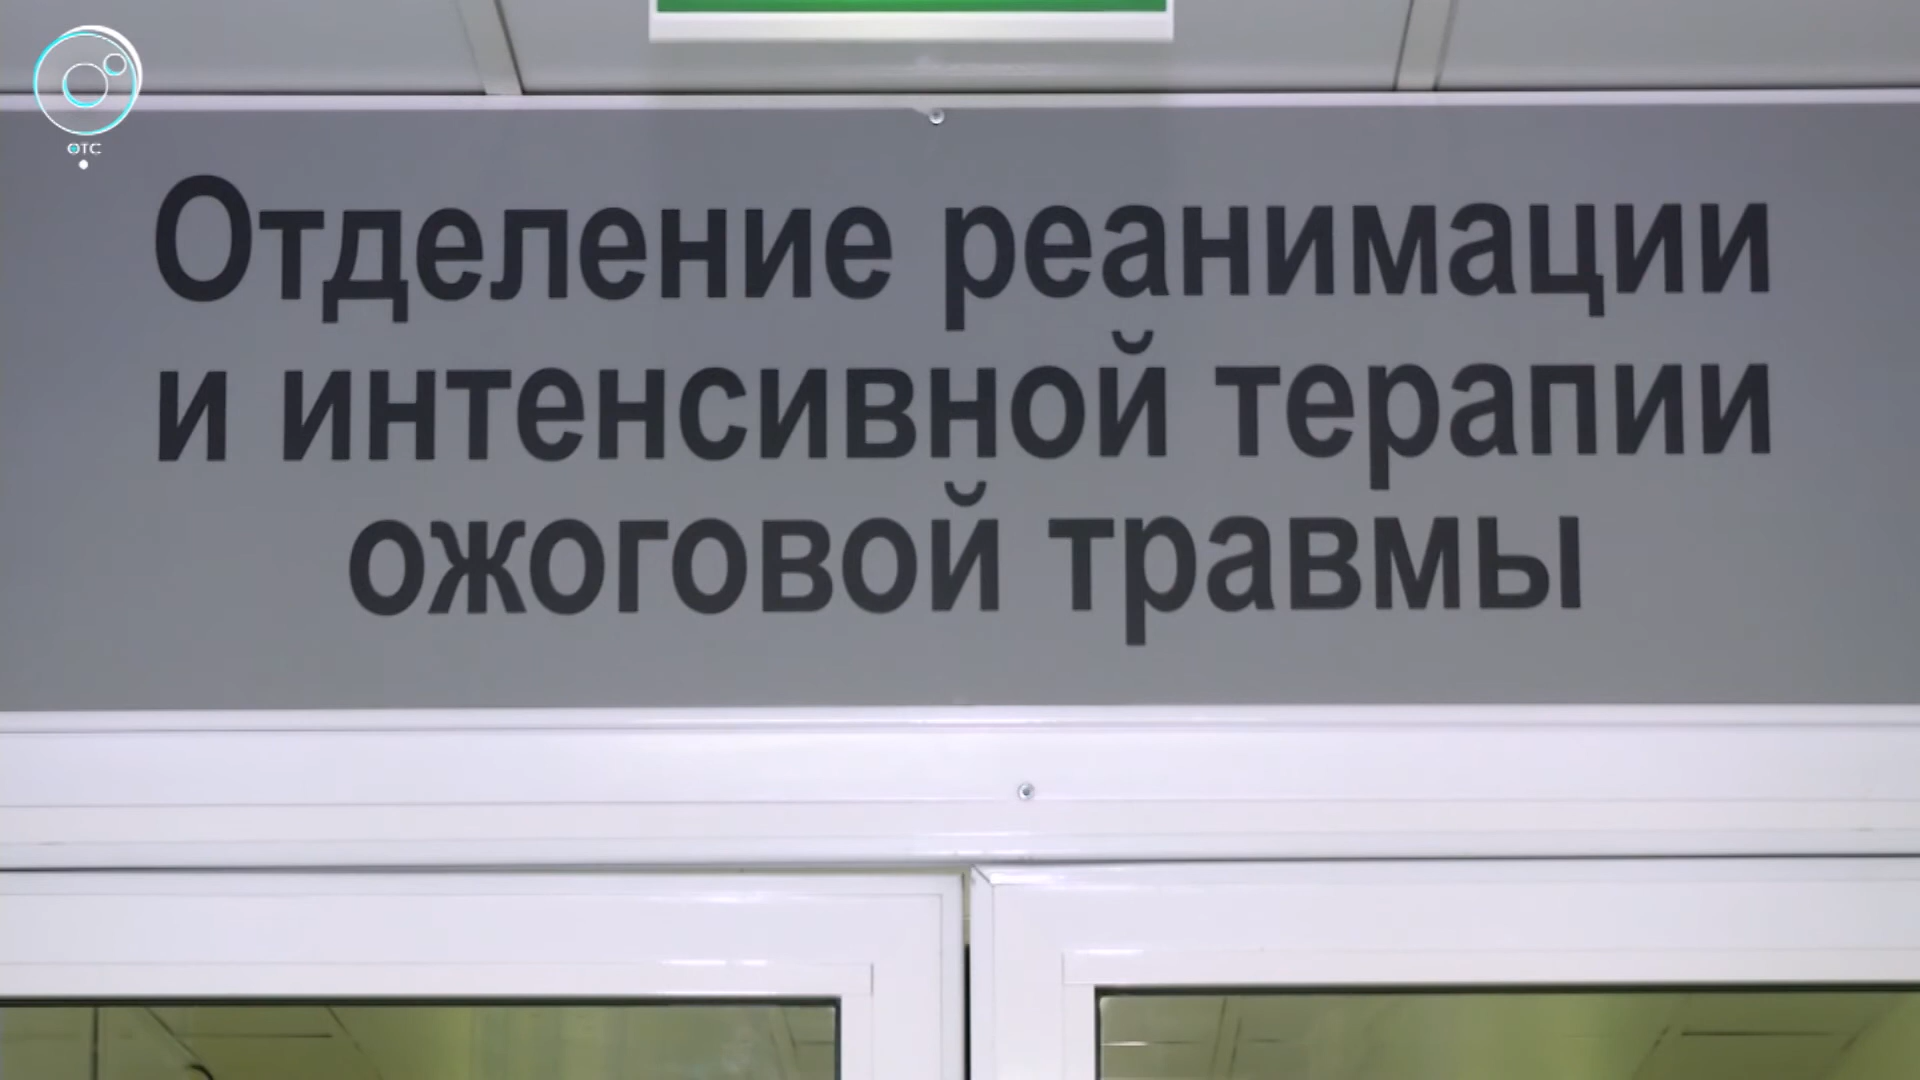 ОТС
Отделение реанимации
и интенсивной терапии
ожоговой травмы